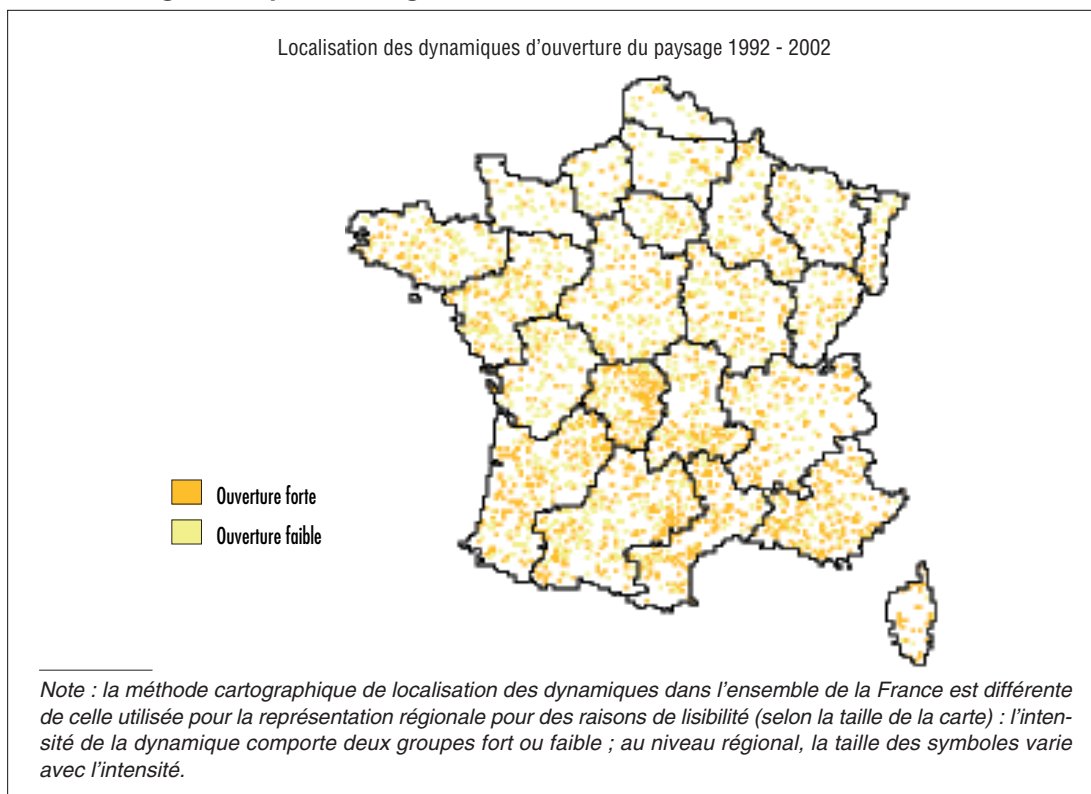 Localisation des dynamiques d'ouverture du paysage 1992 - 2002
Ouverture forte
Ouverture faible
Note : la méthode cartographique de localisation des dynamiques dans l'ensemble de la France est différente
de celle utilisée pour la représentation régionale pour des raisons de lisibilité (selon la taille de la carte) : l'inten-
sité de la dynamique comporte deux groupes fort ou faible ; au niveau régional, la taille des symboles varie
avec l'intensité.